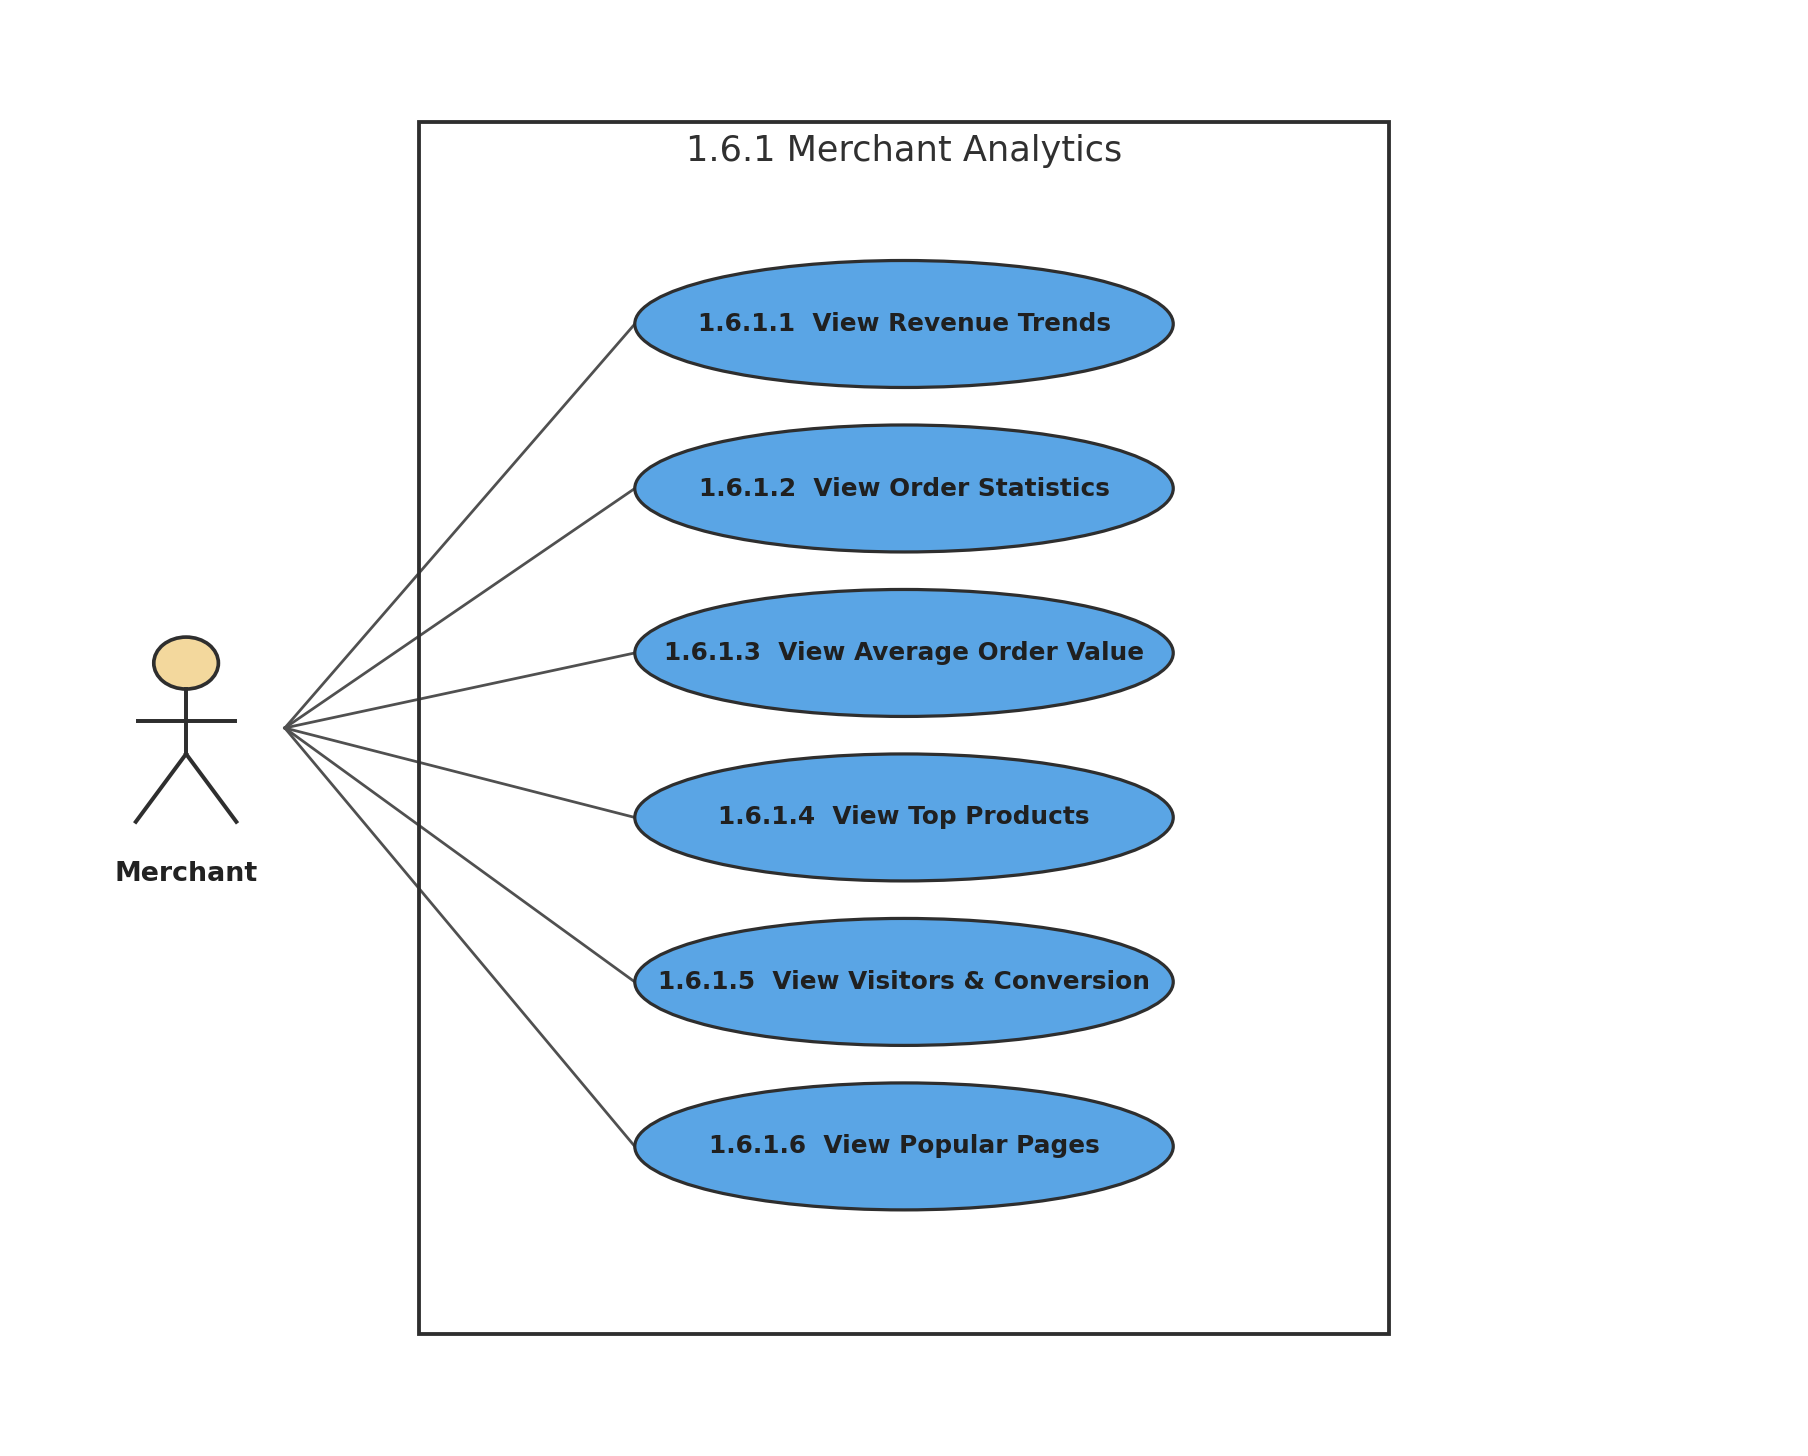 1.6.1 Merchant Analytics
1.6.1.1  View Revenue Trends
1.6.1.2  View Order Statistics
1.6.1.3  View Average Order Value
1.6.1.4  View Top Products
1.6.1.5  View Visitors & Conversion
1.6.1.6  View Popular Pages
Merchant